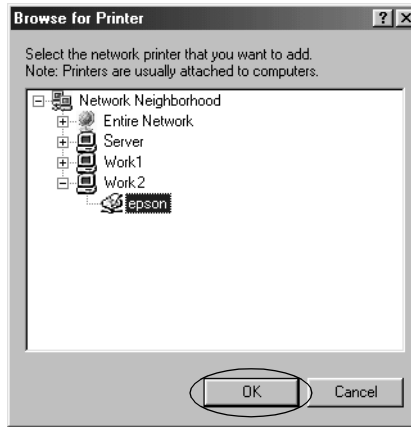 Browse for Printer
Select the network printer that you want to add.
Note: Printers are usually attached to computers.
Network Neighborhood
Entire Network
Server
Work1
Work2
epson
OK
Cancel